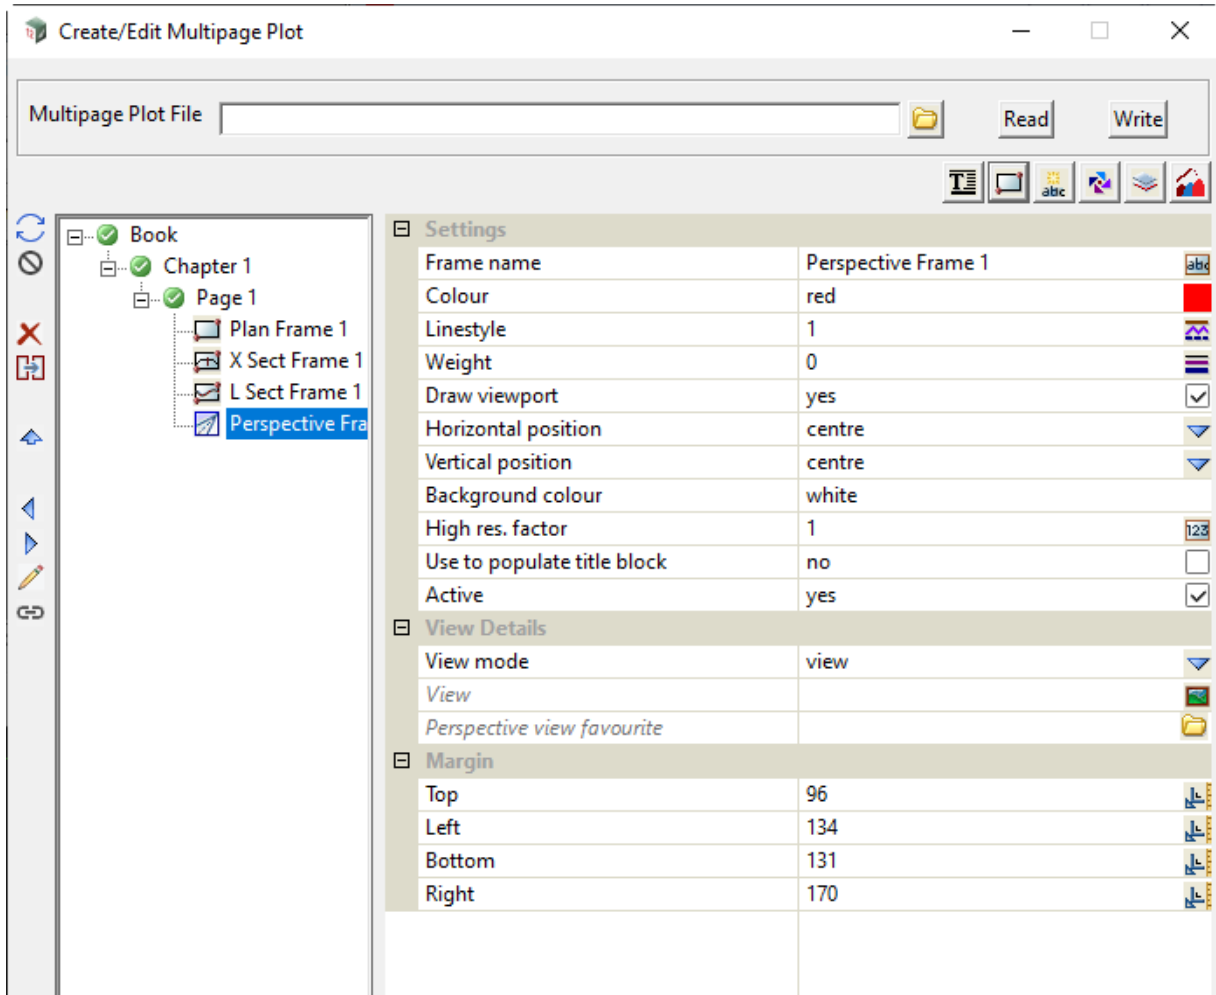 Create/Edit Multipage Plot
Multipage Plot File
Read
Write
T
abc
Book
Chapter 1
Page 1
Plan Frame 1
X Sect Frame 1
L Sect Frame 1
Perspective Fra
Settings
Frame name Perspective Frame 1 abc
Colour red
Linestyle 1
Weight 0
Draw viewport yes
Horizontal position centre
Vertical position centre
Background colour white
High res. factor 1 123
Use to populate title block no
Active yes
View Details
View mode view
View
Perspective view favourite
Margin
Top 96
Left 134
Bottom 131
Right 170